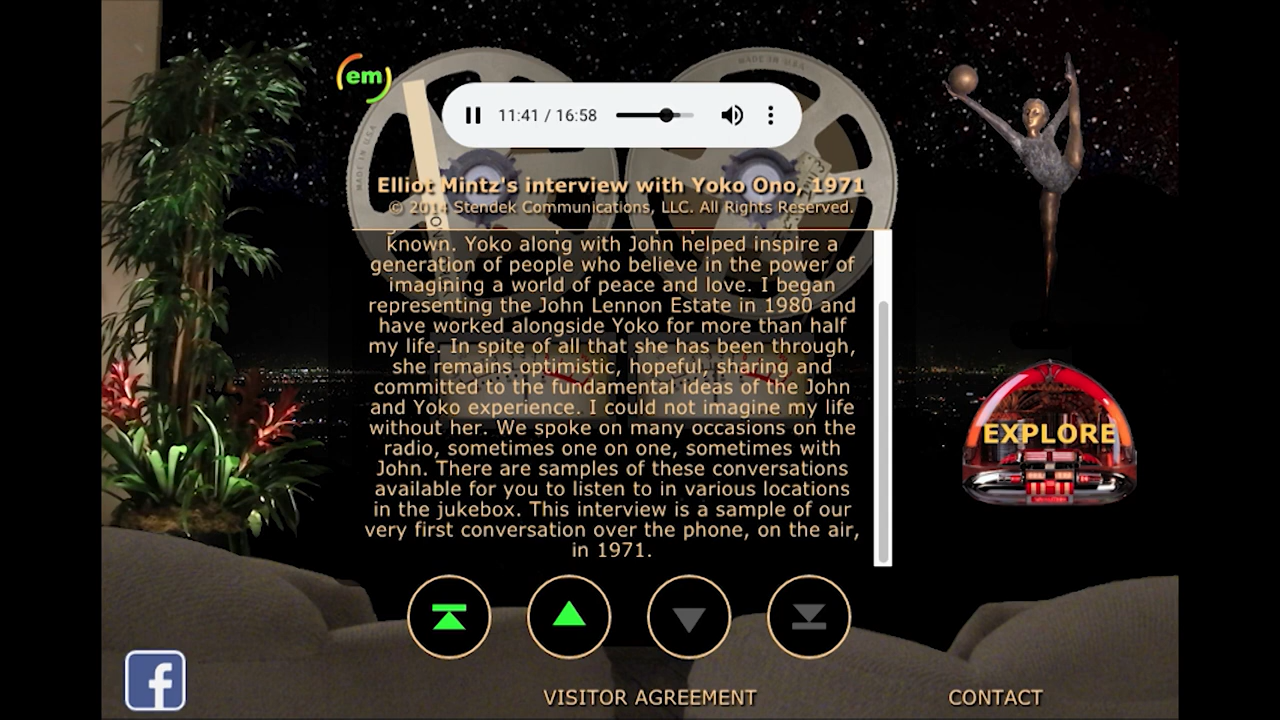 em
MADE IN U.S.A
MADE IN U.S.A
11:41 / 16:58
Elliot Mintz's interview with Yoko Ono, 1971
© 2014 Stendek Communications, LLC. All Rights Reserved.
known. Yoko along with John helped inspire a
generation of people who believe in the power of
imagining a world of peace and love. I began
representing the John Lennon Estate in 1980 and
have worked alongside Yoko for more than half
my life. In spite of all that she has been through,
she remains optimistic, hopeful, sharing and
committed to the fundamental ideas of the John
and Yoko experience. I could not imagine my life
without her. We spoke on many occasions on the
radio, sometimes one on one, sometimes with
John. There are samples of these conversations
available for you to listen to in various locations
in the jukebox. This interview is a sample of our
very first conversation over the phone, on the air,
in 1971.
EXPLORE
f
VISITOR AGREEMENT
CONTACT